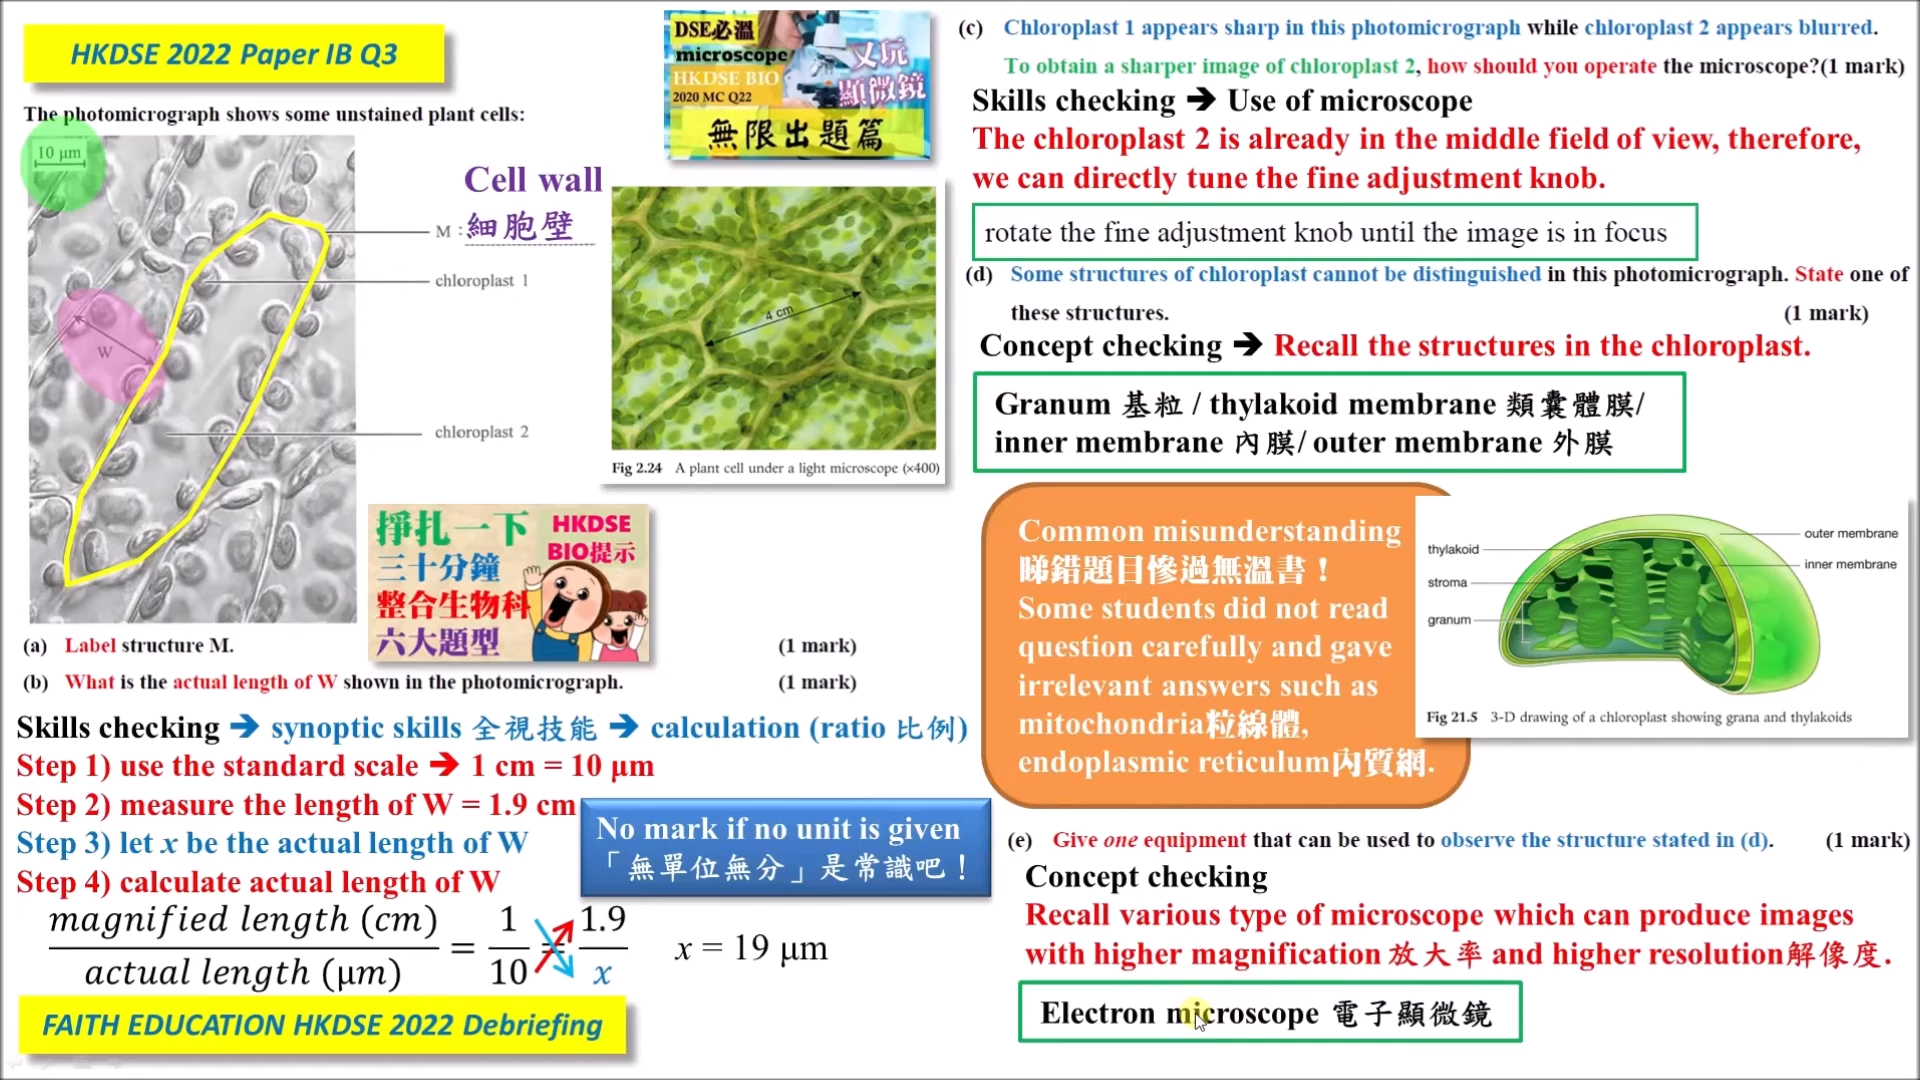 HKDSE 2022 Paper IB Q3
The photomicrograph shows some unstained plant cells:
10 μm
W
Cell wall
M : 細胞壁
chloroplast 1
chloroplast 2
DSE必溫
microscope
HKDSE BIO
2020 MC Q22
又玩
顯微鏡
無限出題篇
4 cm
Fig 2.24 A plant cell under a light microscope (×400)
掙扎一下
三十分鐘
整合生物科
六大題型
HKDSE
BIO提示
(a) Label structure M. (1 mark)
(b) What is the actual length of W shown in the photomicrograph. (1 mark)
Skills checking ➔ synoptic skills 全視技能 ➔ calculation (ratio 比例)
Step 1) use the standard scale ➔ 1 cm = 10 μm
Step 2) measure the length of W = 1.9 cm
Step 3) let x be the actual length of W
Step 4) calculate actual length of W
No mark if no unit is given
「無單位無分」是常識吧！
magnified length (cm)
actual length (μm)
= 1/10 = 1.9/x
x = 19 μm
FAITH EDUCATION HKDSE 2022 Debriefing
(c) Chloroplast 1 appears sharp in this photomicrograph while chloroplast 2 appears blurred.
To obtain a sharper image of chloroplast 2, how should you operate the microscope?(1 mark)
Skills checking ➔ Use of microscope
The chloroplast 2 is already in the middle field of view, therefore,
we can directly tune the fine adjustment knob.
rotate the fine adjustment knob until the image is in focus
(d) Some structures of chloroplast cannot be distinguished in this photomicrograph. State one of
these structures. (1 mark)
Concept checking ➔ Recall the structures in the chloroplast.
Granum 基粒 / thylakoid membrane 類囊體膜/
inner membrane 內膜/ outer membrane 外膜
Common misunderstanding
睇錯題目慘過無溫書！
Some students did not read
question carefully and gave
irrelevant answers such as
mitochondria粒線體,
endoplasmic reticulum內質網.
thylakoid
stroma
granum
outer membrane
inner membrane
Fig 21.5 3-D drawing of a chloroplast showing grana and thylakoids
(e) Give one equipment that can be used to observe the structure stated in (d). (1 mark)
Concept checking
Recall various type of microscope which can produce images
with higher magnification 放大率 and higher resolution解像度.
Electron microscope 電子顯微鏡